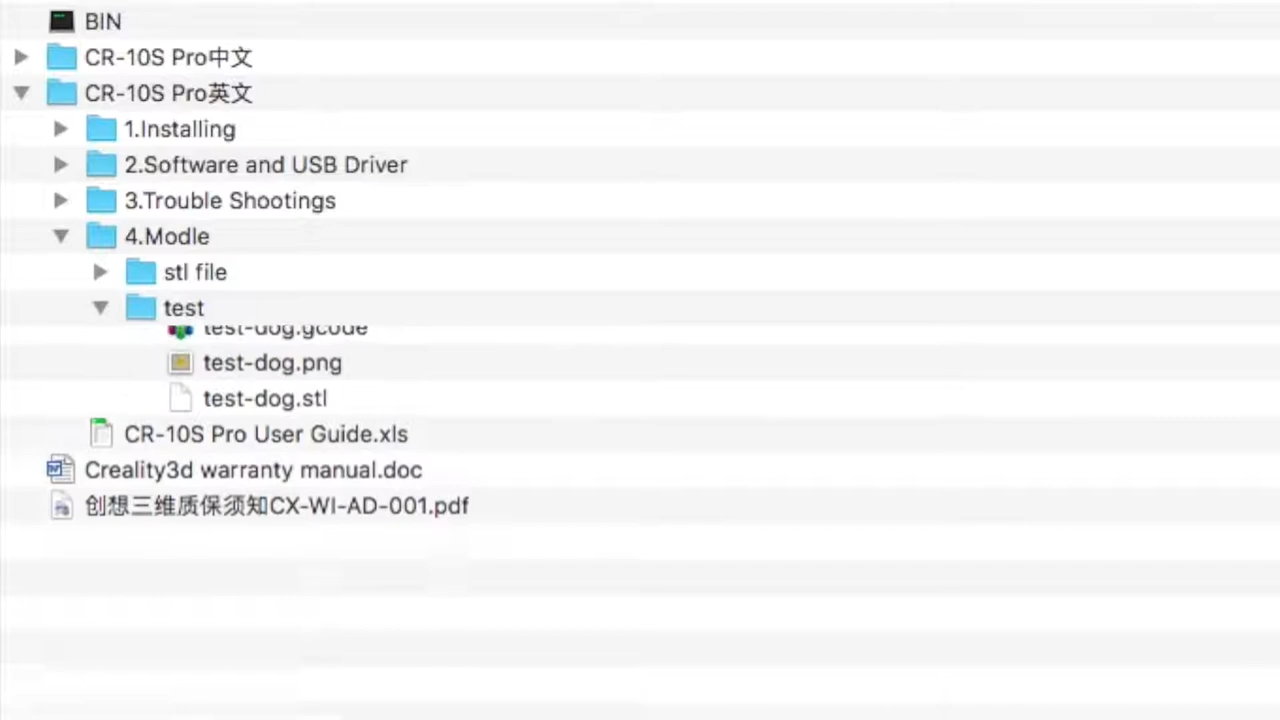 BIN
CR-10S Pro中文
CR-10S Pro英文
1.Installing
2.Software and USB Driver
3.Trouble Shootings
4.Modle
stl file
test
test-dog.gcode
test-dog.png
test-dog.stl
CR-10S Pro User Guide.xls
Creality3d warranty manual.doc
创想三维质保须知CX-WI-AD-001.pdf